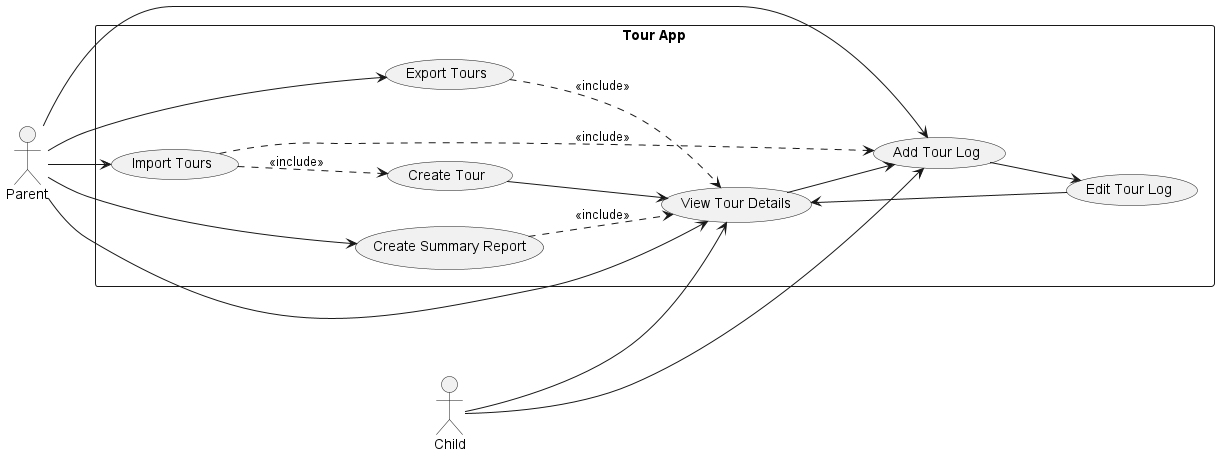 Tour App
Export Tours
«include»
«include»
Add Tour Log
Import Tours
«include»
Create Tour
Edit Tour Log
Parent
View Tour Details
«include»
Create Summary Report
Child